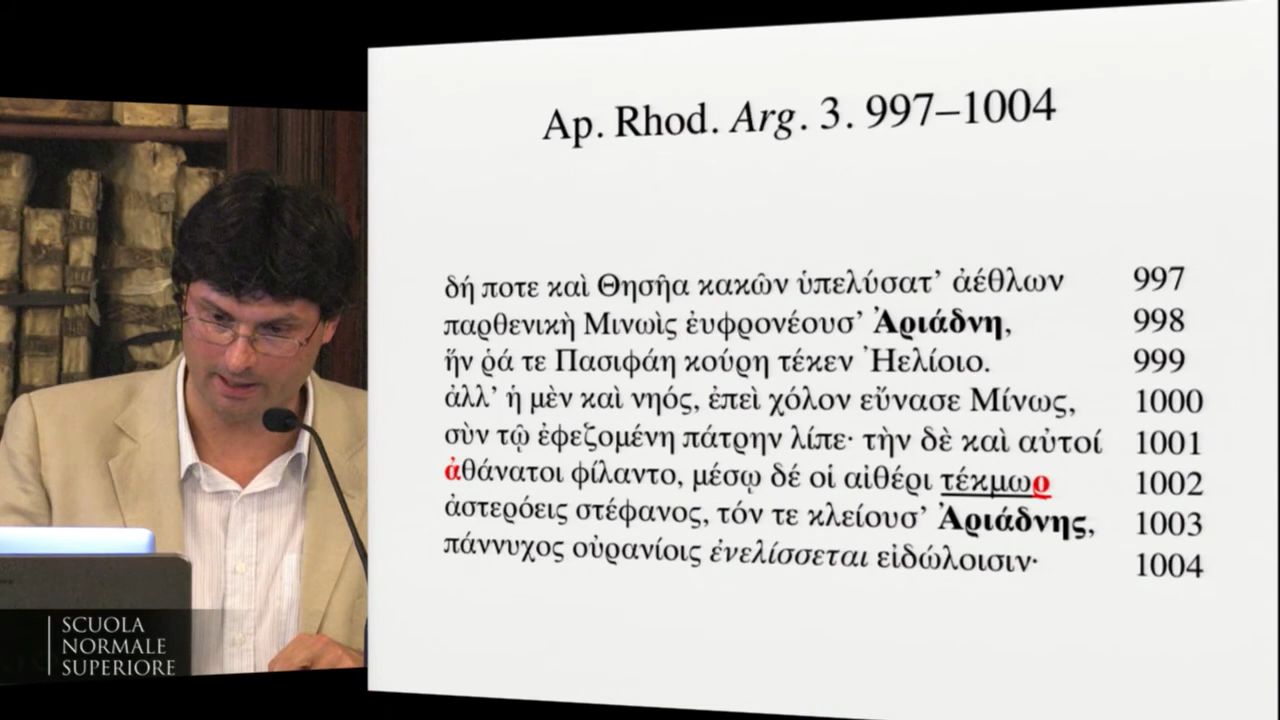 Ap. Rhod. Arg. 3. 997–1004
δή ποτε καὶ Θησῆα κακῶν ὑπελύσατ’ ἀέθλων 997
παρθενικὴ Μινωὶς ἐυφρονέουσ’ Ἀριάδνη, 998
ἥν ῥά τε Πασιφάη κούρη τέκεν Ἠελίοιο. 999
ἀλλ’ ἡ μὲν καὶ νηός, ἐπεὶ χόλον εὔνασε Μίνως, 1000
σὺν τῷ ἐφεζομένη πάτρην λίπε· τὴν δὲ καὶ αὐτοί 1001
ἀθάνατοι φίλαντο, μέσῳ δέ οἱ αἰθέρι τέκμωρ 1002
ἀστερόεις στέφανος, τόν τε κλείουσ’ Ἀριάδνης, 1003
πάννυχος οὐρανίοις ἐνελίσσεται εἰδώλοισιν· 1004
SCUOLA
NORMALE
SUPERIORE